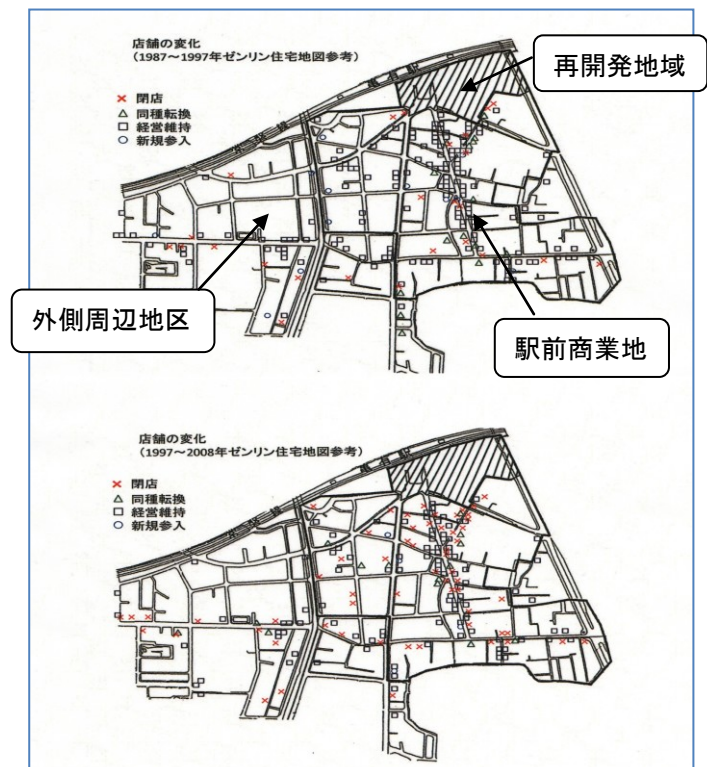 店舗の変化
(1987～1997年ゼンリン住宅地図参考)
再開発地域
× 閉店
△ 同種転換
□ 経営維持
○ 新規参入
外側周辺地区
駅前商業地
店舗の変化
(1997～2008年ゼンリン住宅地図参考)
× 閉店
△ 同種転換
□ 経営維持
○ 新規参入